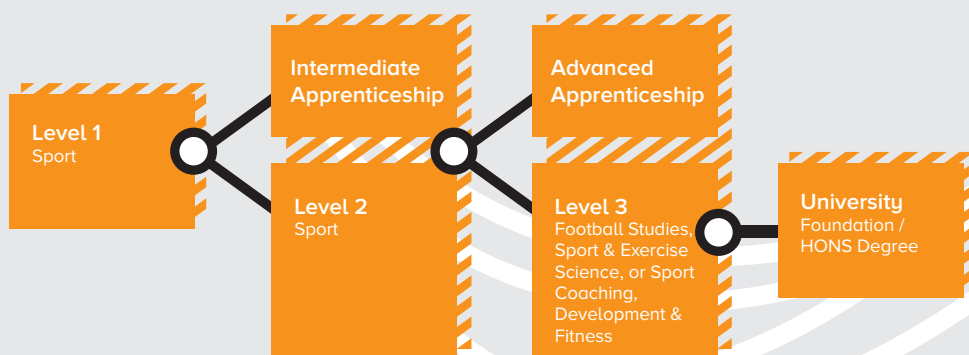 Level 1
Sport
Intermediate
Apprenticeship
Level 2
Sport
Advanced
Apprenticeship
Level 3
Football Studies,
Sport & Exercise
Science, or Sport
Coaching,
Development &
Fitness
University
Foundation /
HONS Degree